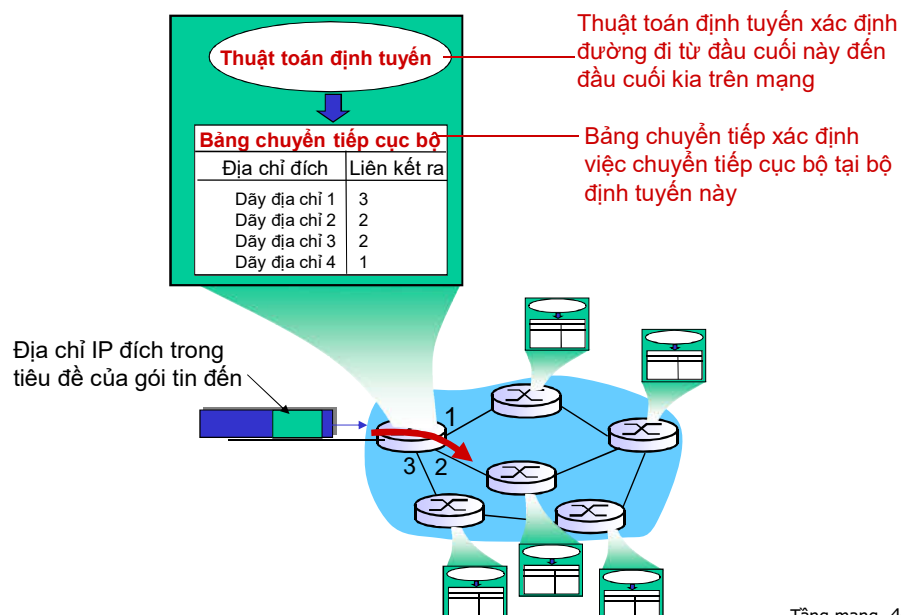 Thuật toán định tuyến xác định
đường đi từ đầu cuối này đến
đầu cuối kia trên mạng
Thuật toán định tuyến
Bảng chuyển tiếp cục bộ
Địa chỉ đích Liên kết ra
Dãy địa chỉ 1 3
Dãy địa chỉ 2 2
Dãy địa chỉ 3 2
Dãy địa chỉ 4 1
Bảng chuyển tiếp xác định
việc chuyển tiếp cục bộ tại bộ
định tuyến này
Địa chỉ IP đích trong
tiêu đề của gói tin đến
1
3 2
Tầng mạng 4